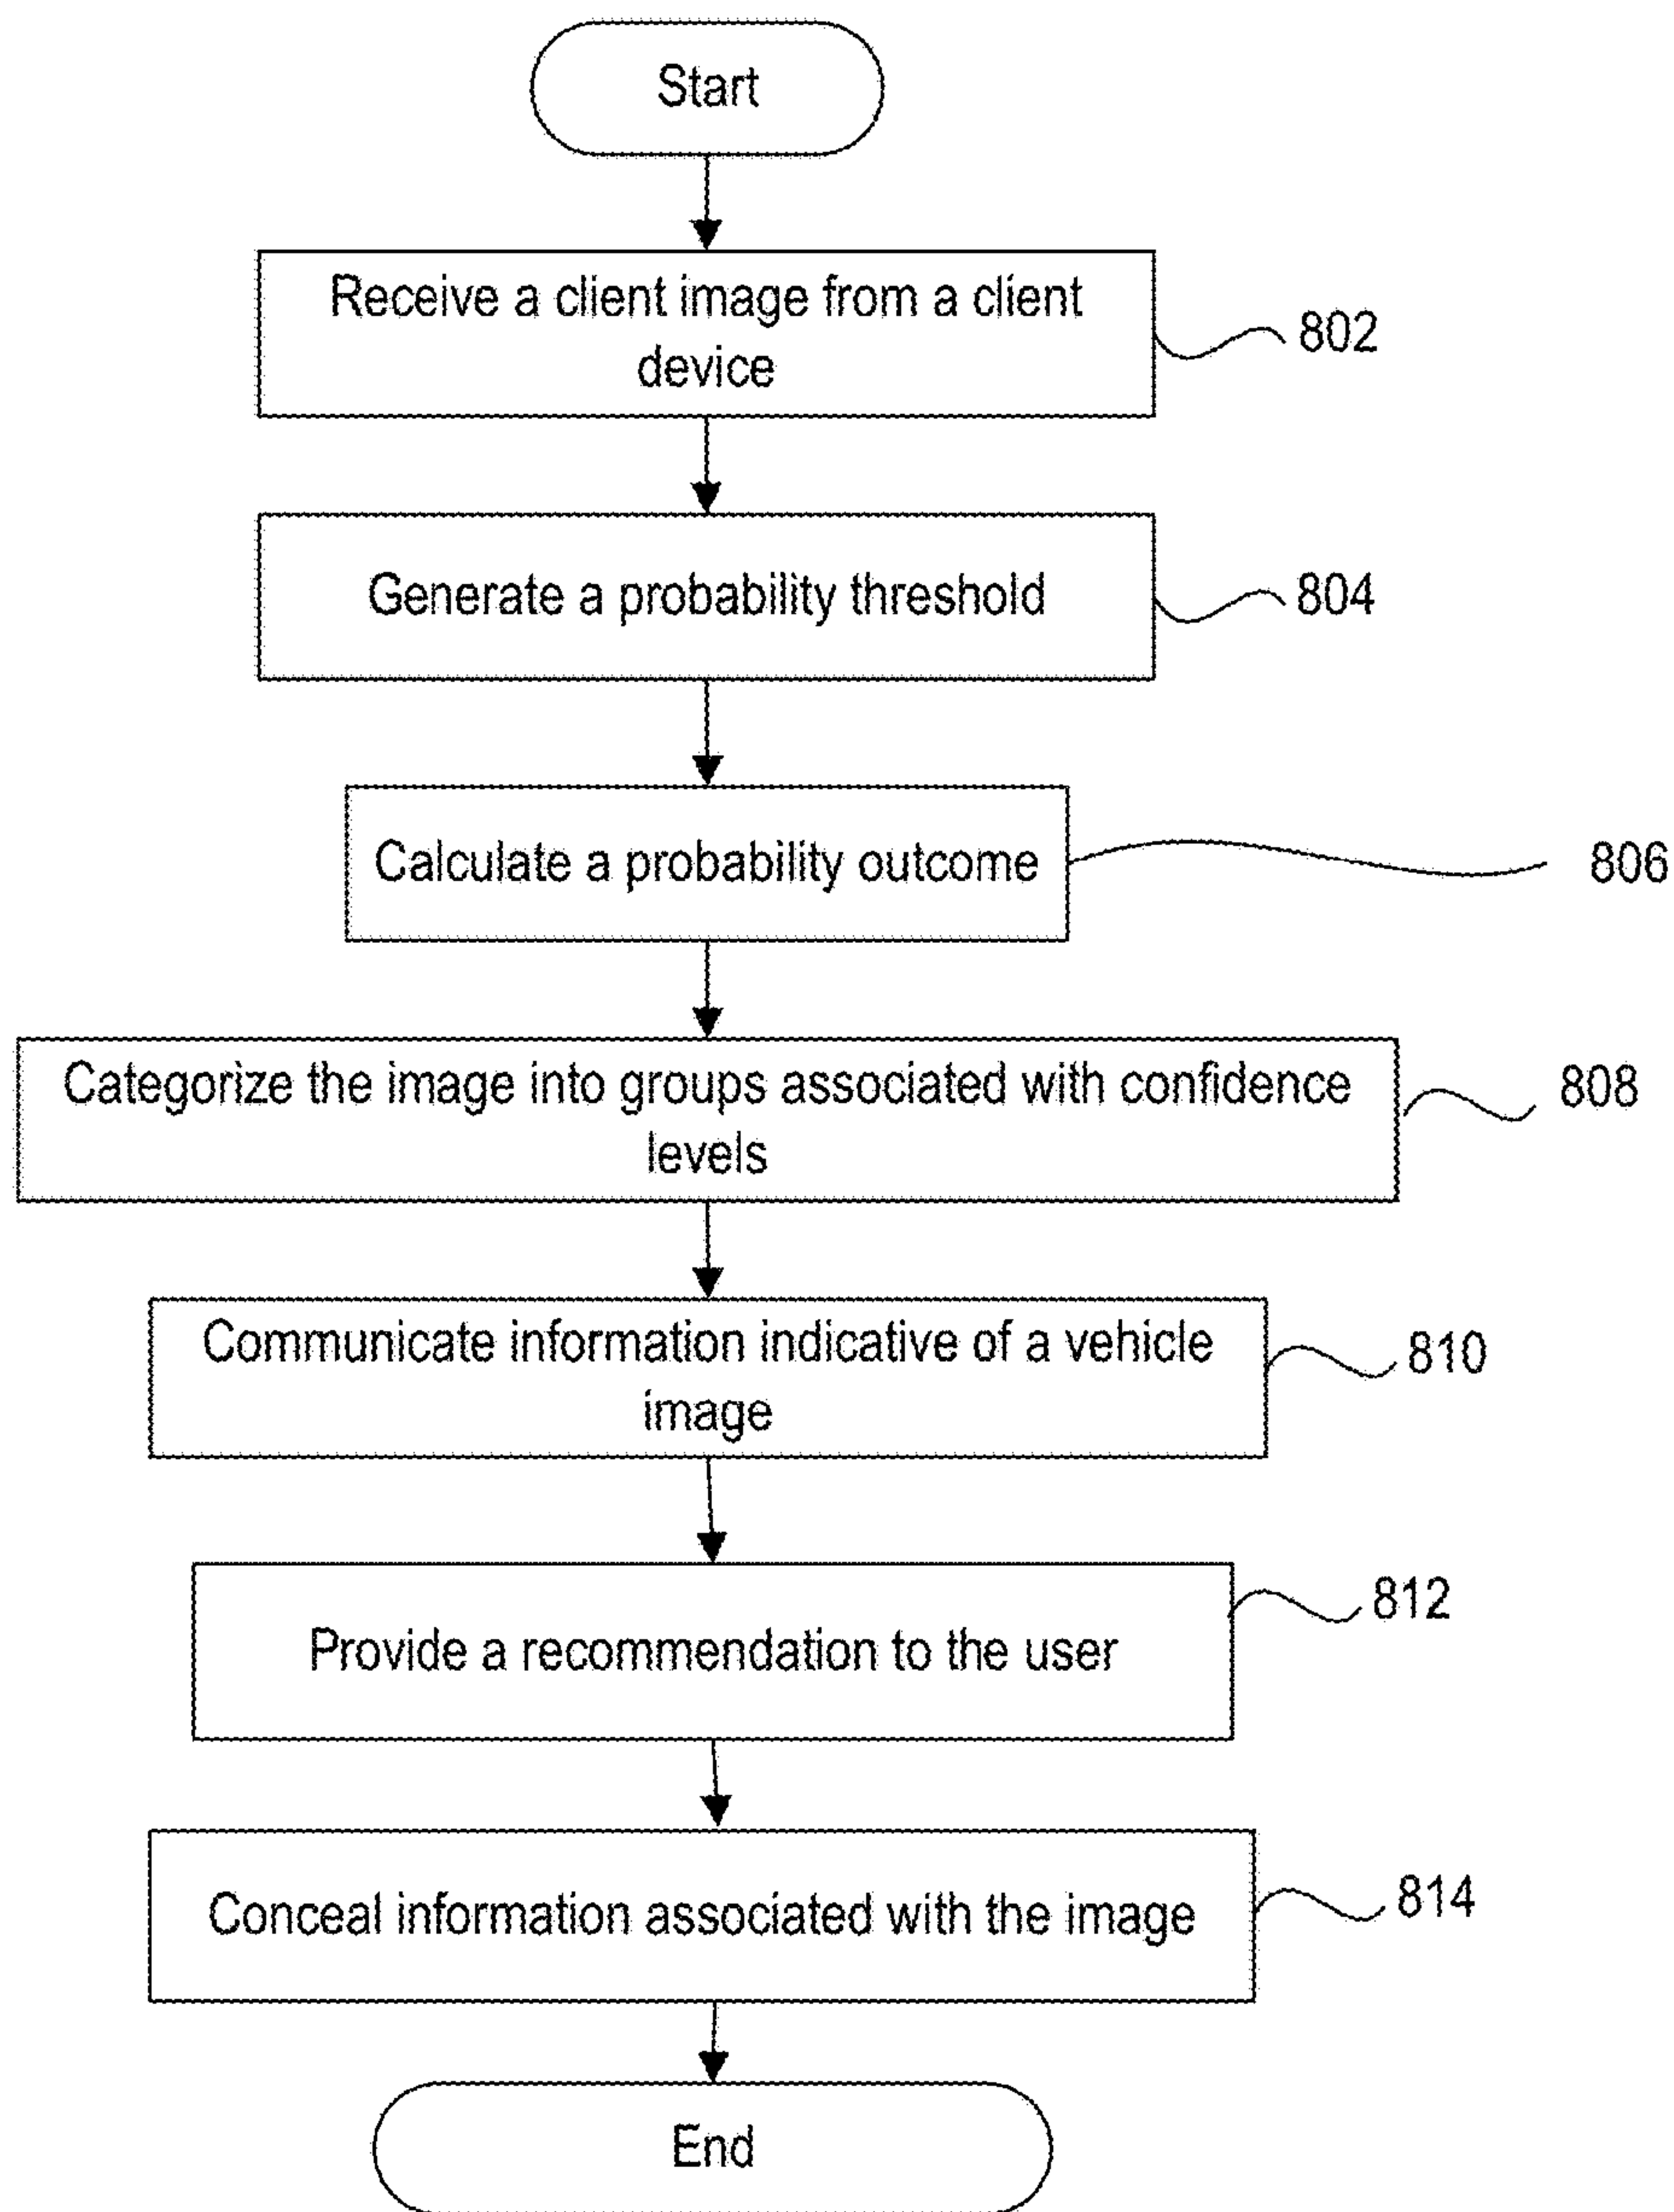 Start
Receive a client image from a client
device
802
Generate a probability threshold
804
Calculate a probability outcome
806
Categorize the image into groups associated with confidence
levels
808
Communicate information indicative of a vehicle
image
810
Provide a recommendation to the user
812
Conceal information associated with the image
814
End